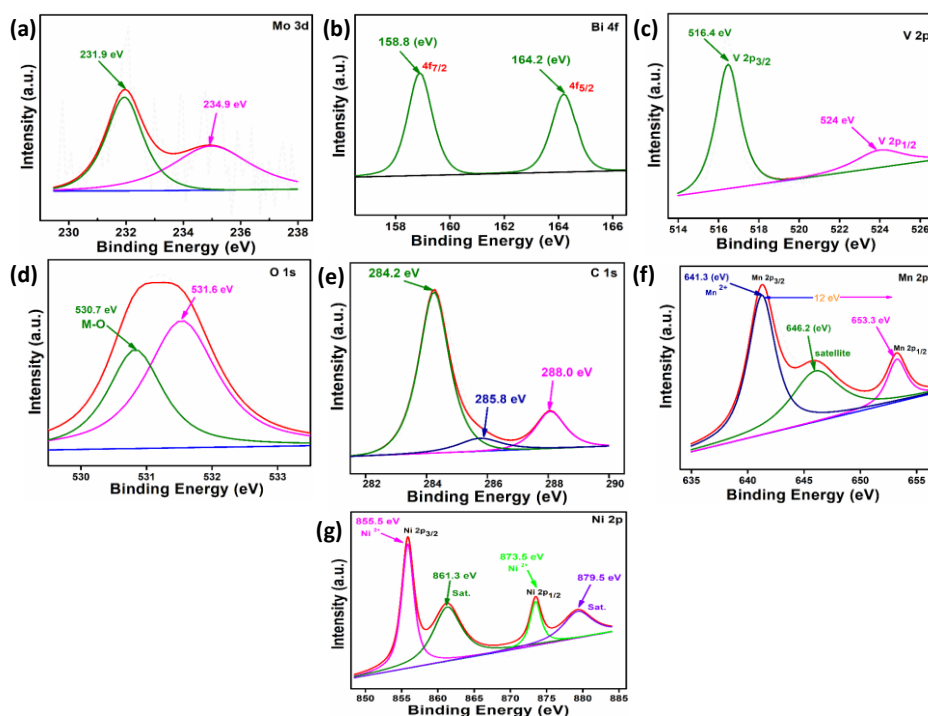 (a)
Mo 3d
231.9 eV
234.9 eV
Intensity (a.u.)
230 231 232 233 234 235 236 237 238
Binding Energy (eV)
(b)
Bi 4f
158.8 (eV)
4f7/2
164.2 (eV)
4f5/2
Intensity (a.u.)
158 160 162 164 166
Binding Energy (eV)
(c)
V 2p
516.4 eV
V 2p3/2
524 eV
V 2p1/2
Intensity (a.u.)
514 516 518 520 522 524 526
Binding Energy (eV)
(d)
O 1s
530.7 eV
M-O
531.6 eV
Intensity (a.u.)
530 531 532 533
Binding Energy (eV)
(e)
C 1s
284.2 eV
285.8 eV
288.0 eV
Intensity (a.u.)
282 284 286 288 290
Binding Energy (eV)
(f)
Mn 2p
641.3 (eV)
Mn 2+
Mn 2p3/2
12 eV
646.2 (eV)
satellite
653.3 eV
Mn 2p1/2
Intensity (a.u.)
635 640 645 650 655
Binding Energy (eV)
(g)
Ni 2p
855.5 eV
Ni 2+
Ni 2p3/2
861.3 eV
Sat.
873.5 eV
Ni 2+
Ni 2p1/2
879.5 eV
Sat.
Intensity (a.u.)
850 855 860 865 870 875 880 885
Binding Energy (eV)